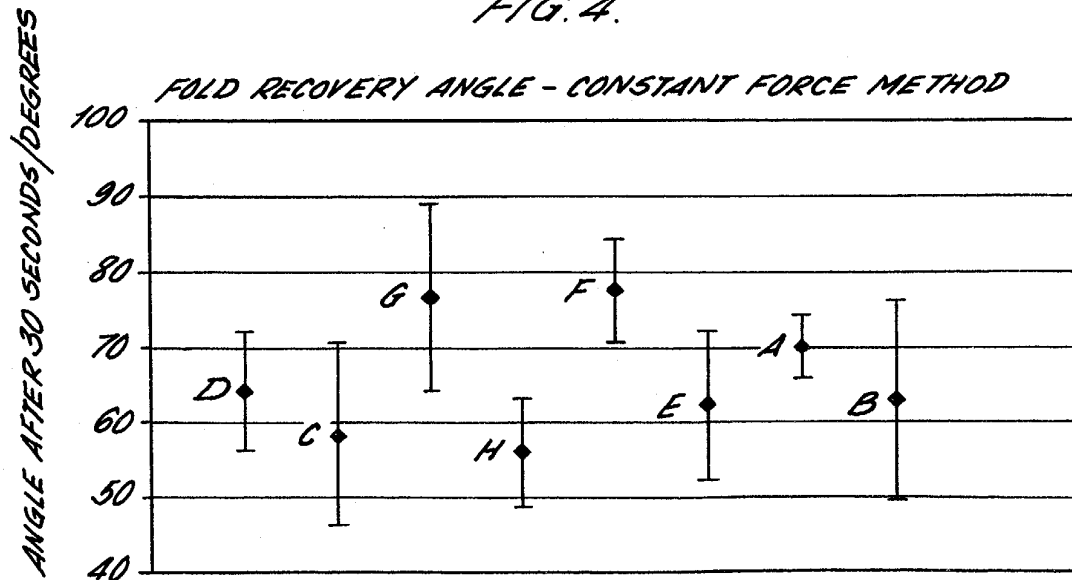 FIG. 4.
FOLD RECOVERY ANGLE - CONSTANT FORCE METHOD
ANGLE AFTER 30 SECONDS/DEGREES
100
90
80
70
60
50
40
D
C
G
H
F
E
A
B